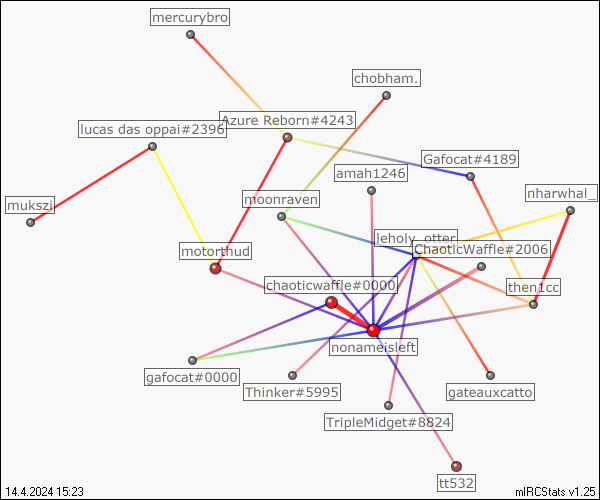 mercurybro
chobham.
Azure Reborn#4243
lucas das oppai#2396
Gafocat#4189
amah1246
nharwhal_
moonraven
mukszi
leholy_otter
motorthud
ChaoticWaffle#2006
chaoticwaffle#0000
then1cc
nonameisleft
gafocat#0000
Thinker#5995
gateauxcatto
TripleMidget#8824
tt532
14.4.2024 15:23
mIRCStats v1.25